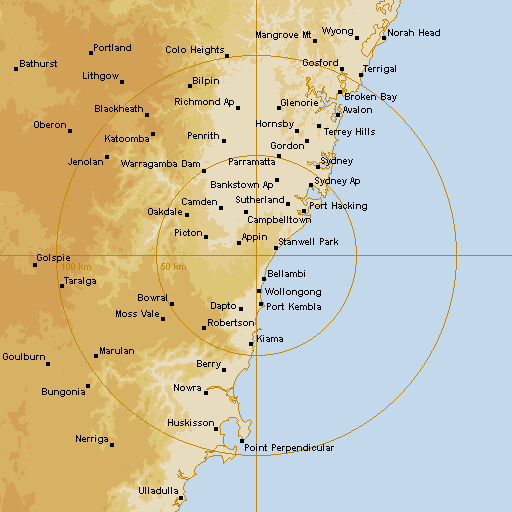 Wyong
Norah Head
Mangrove Mt
Portland
Colo Heights
Bathurst
Gosford
Terrigal
Lithgow
Bilpin
Broken Bay
Richmond Ap
Glenorie
Blackheath
Avalon
Oberon
Hornsby
Terrey Hills
Katoomba
Penrith
Gordon
Jenolan
Warragamba Dam
Parramatta
Sydney
Bankstown Ap
Sydney Ap
Camden
Sutherland
Port Hacking
Oakdale
Campbelltown
Picton
Appin
Stanwell Park
Golspie
100 km
50 km
Bellambi
Taralga
Wollongong
Bowral
Dapto
Port Kembla
Moss Vale
Robertson
Kiama
Goulburn
Marulan
Berry
Bungonia
Nowra
Huskisson
Nerriga
Point Perpendicular
Ulladulla